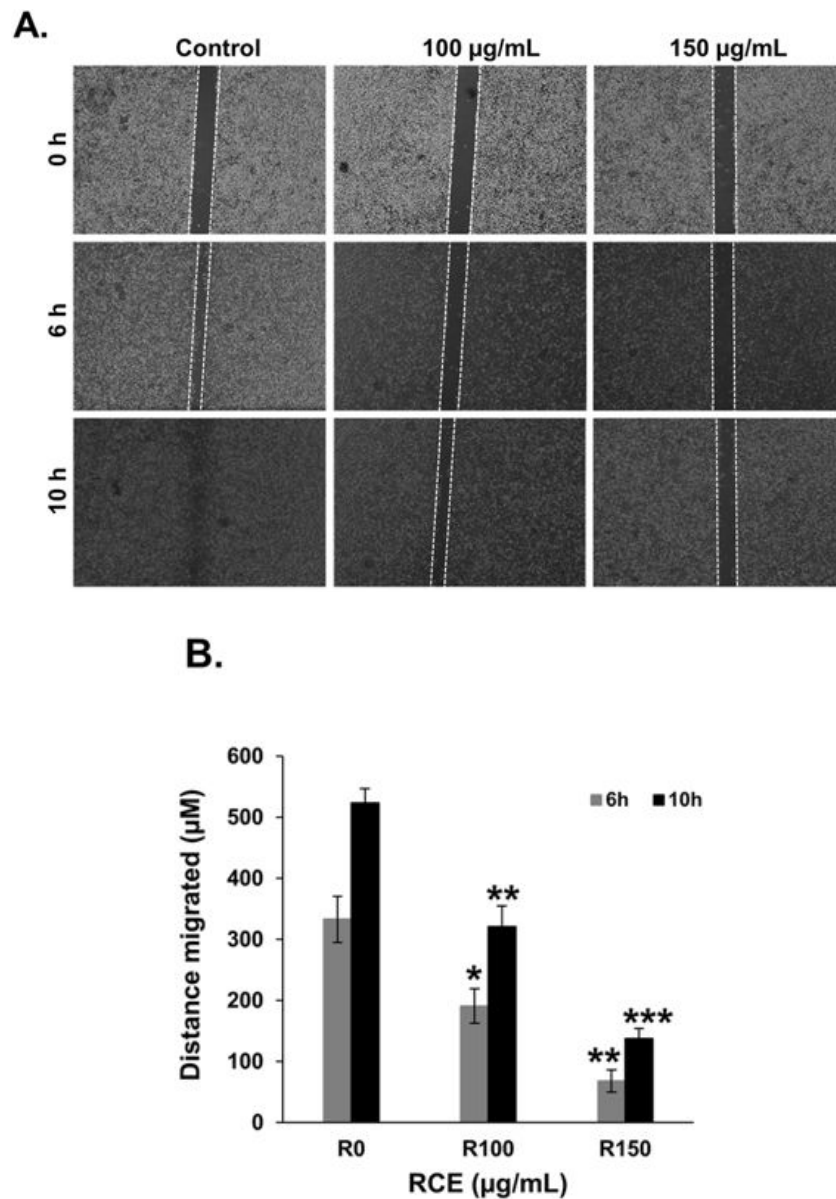 A.
Control 100 µg/mL 150 µg/mL
0 h
6 h
10 h
B.
600
500
400
300
200
100
0
Distance migrated (µM)
6h 10h
*
**
**
***
R0 R100 R150
RCE (µg/mL)